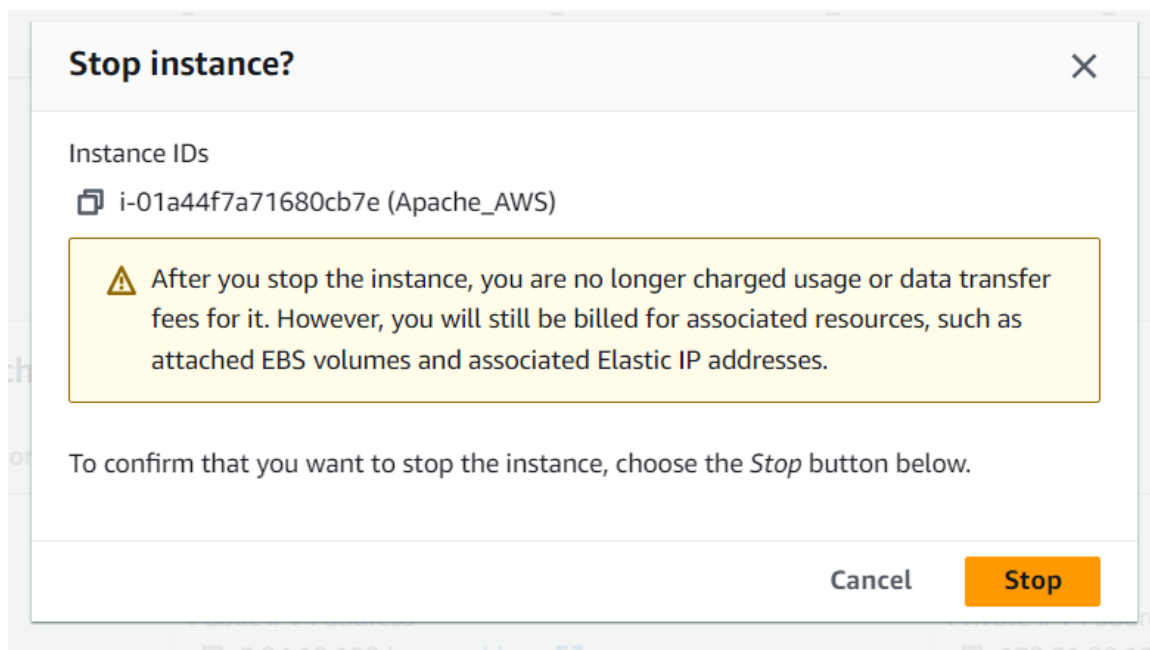 Stop instance?
Instance IDs
i-01a44f7a71680cb7e (Apache_AWS)
After you stop the instance, you are no longer charged usage or data transfer
fees for it. However, you will still be billed for associated resources, such as
attached EBS volumes and associated Elastic IP addresses.
To confirm that you want to stop the instance, choose the Stop button below.
Cancel
Stop